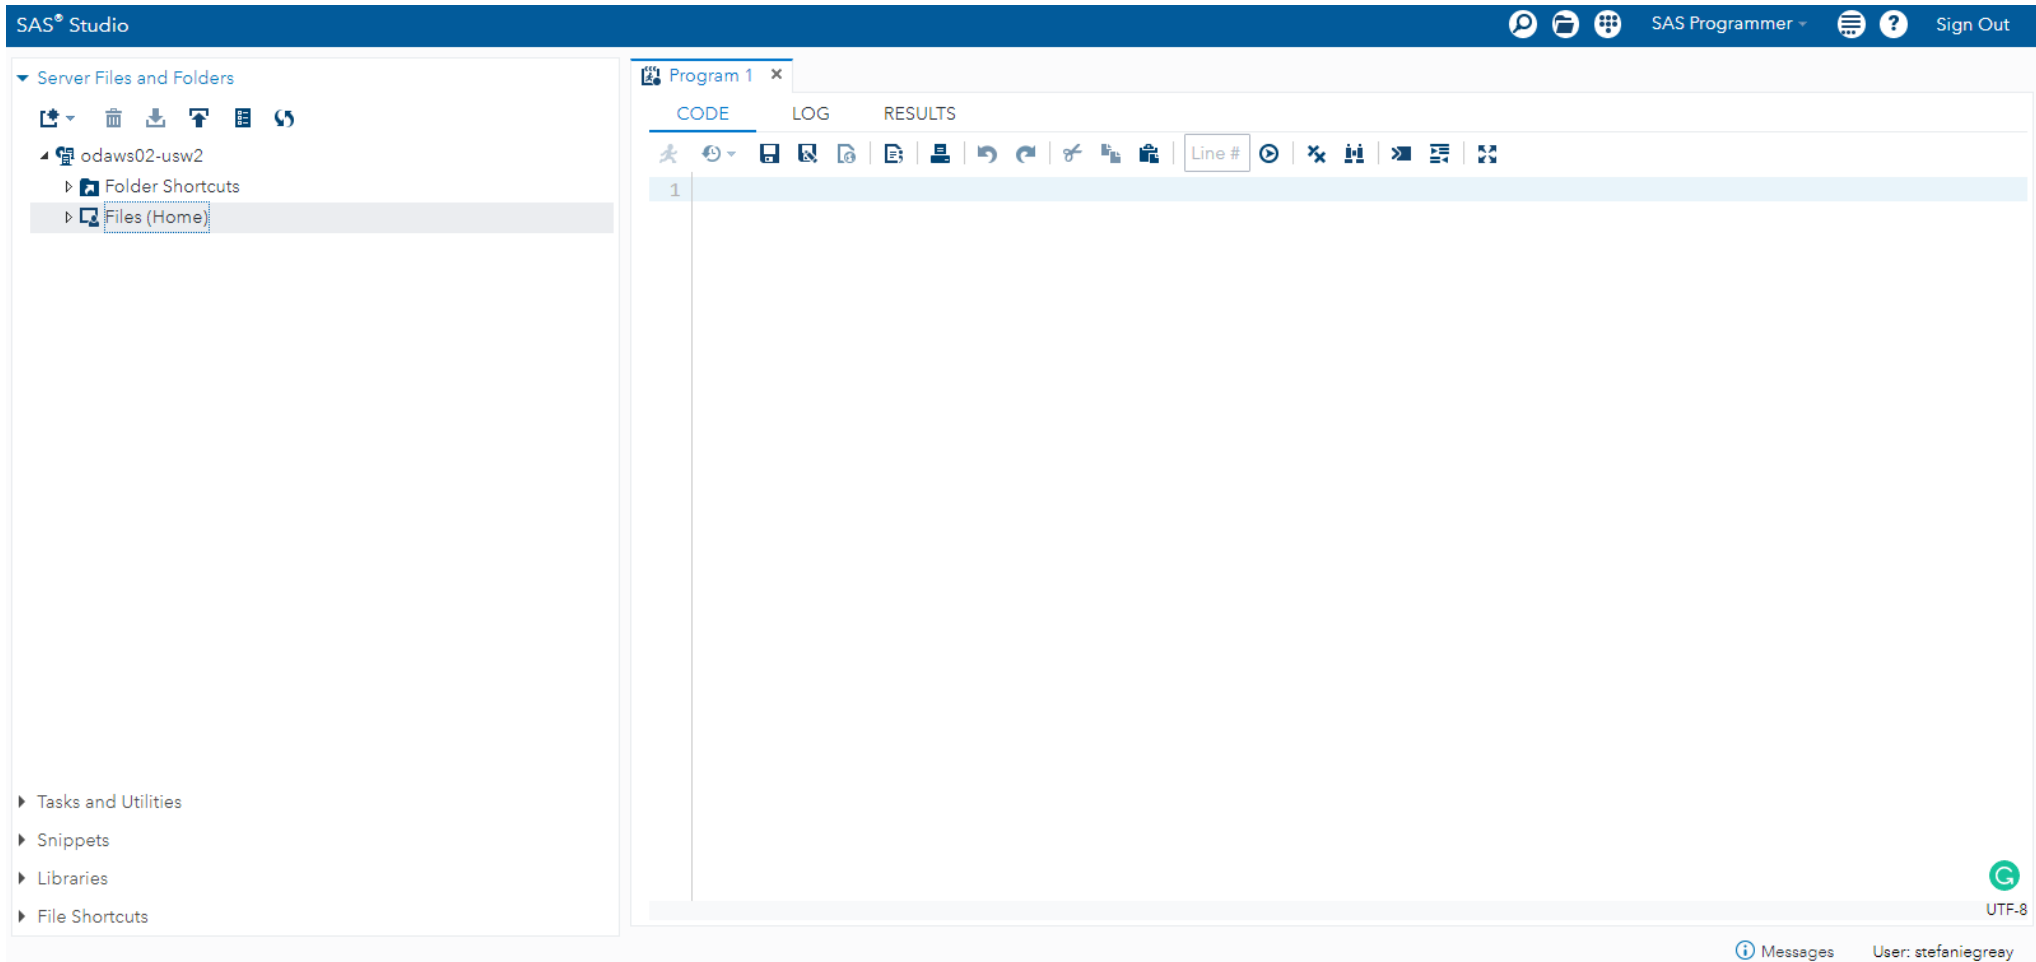 SAS® Studio
SAS Programmer
Sign Out
Server Files and Folders
odaws02-usw2
Folder Shortcuts
Files (Home)
Tasks and Utilities
Snippets
Libraries
File Shortcuts
Program 1
CODE LOG RESULTS
Line #
1
UTF-8
Messages User: stefaniegreay